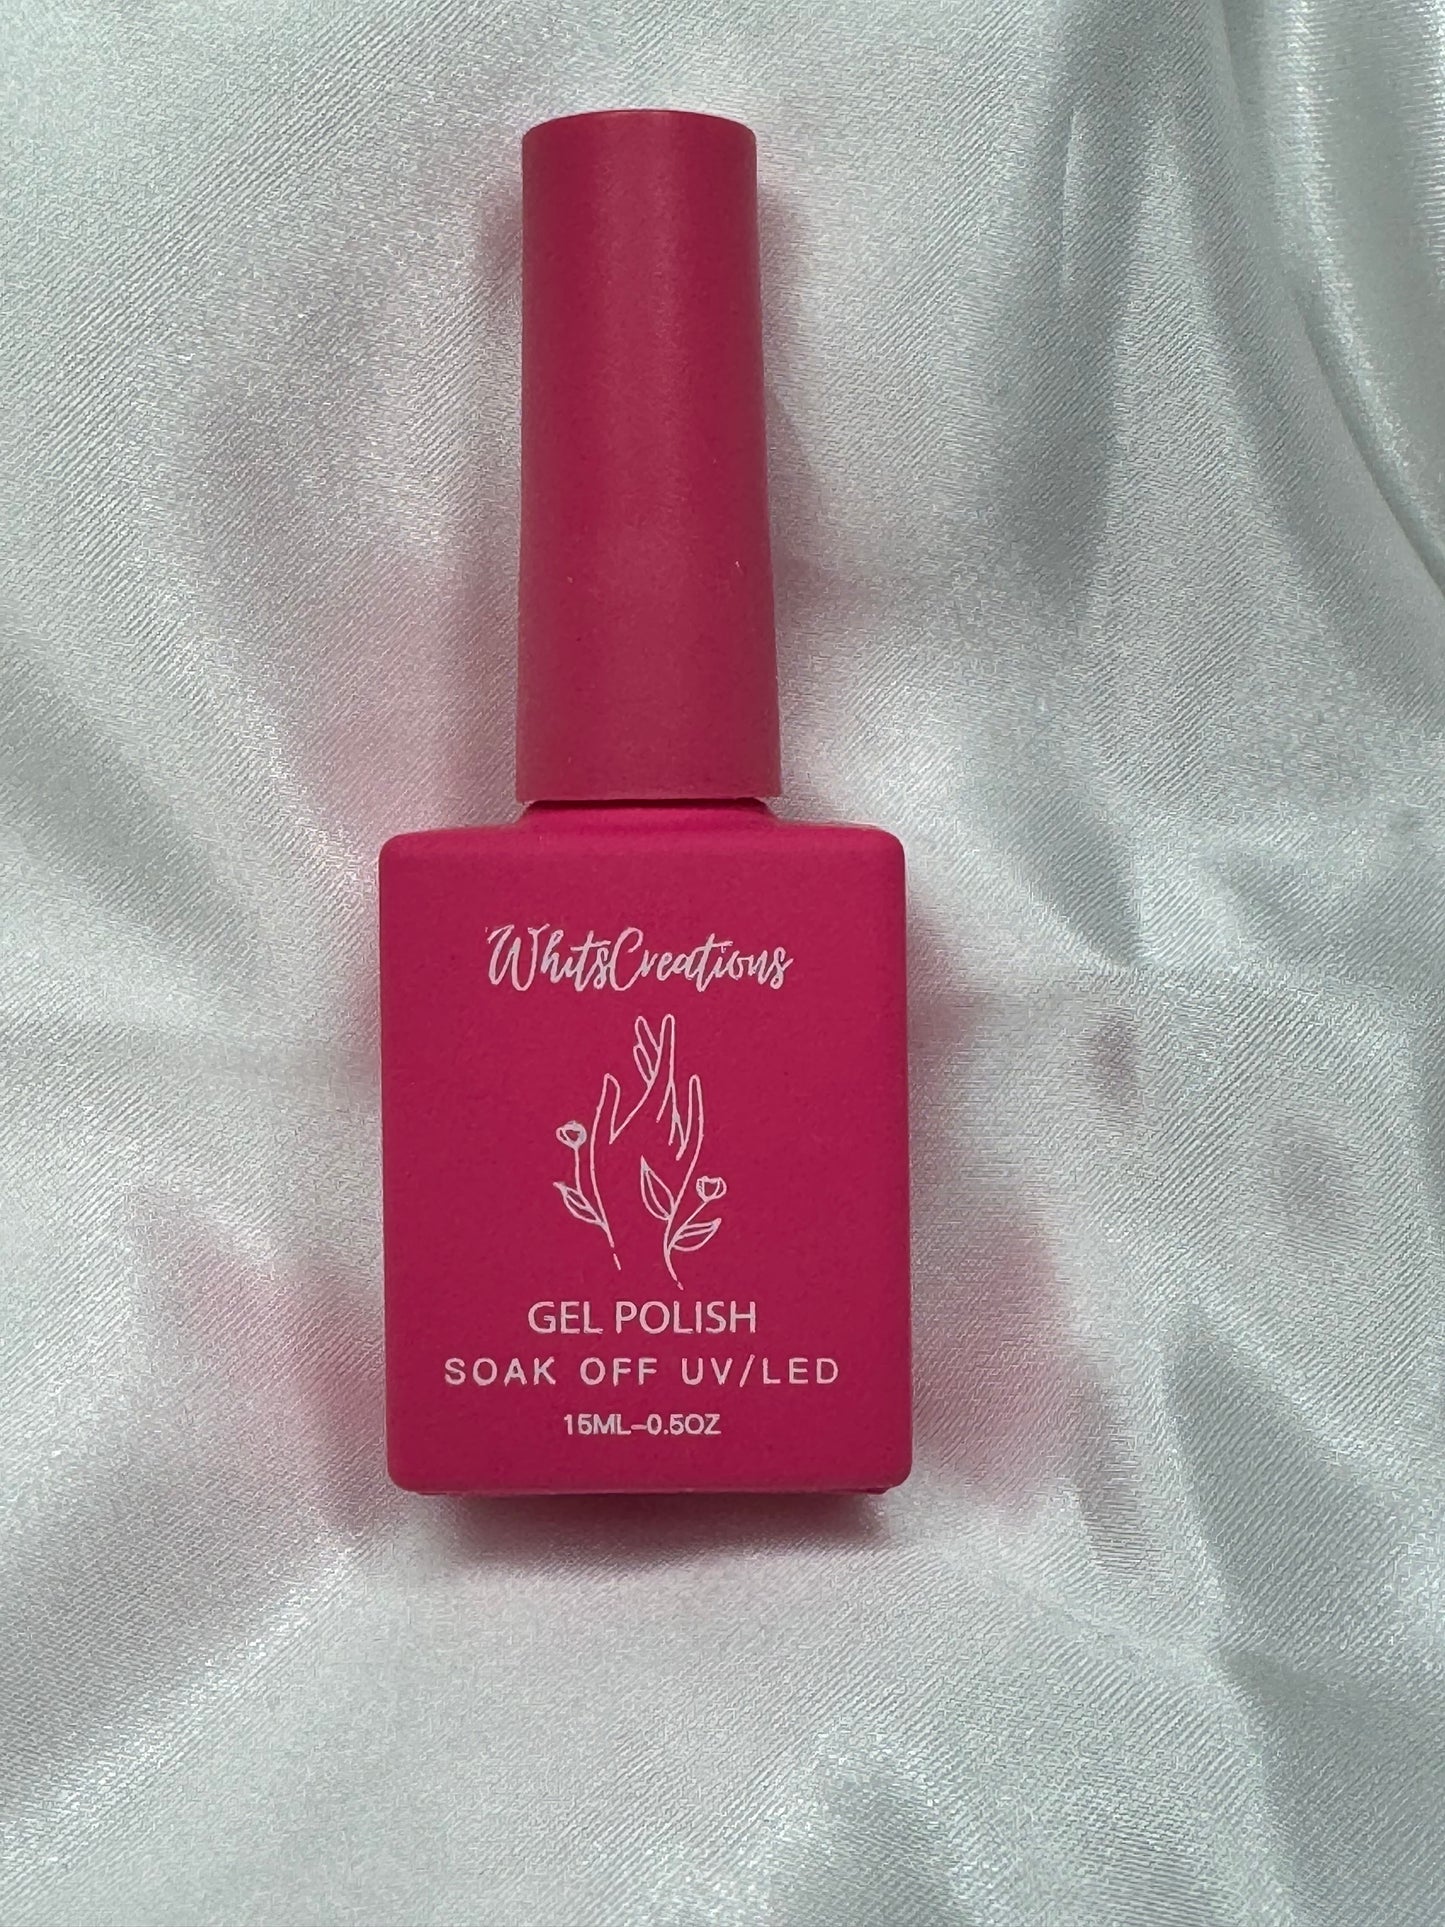 WhitsCreations
GEL POLISH
SOAK OFF UV/LED
15ML-0.5OZ